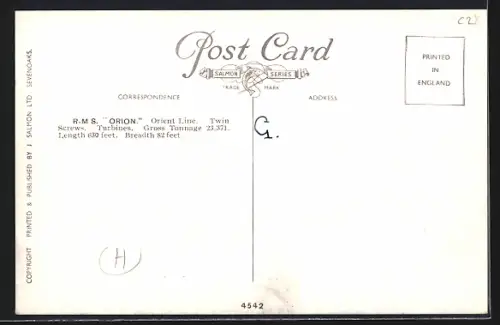 C2
Post Card
SALMON SERIES
TRADE MARK
PRINTED
IN
ENGLAND
CORRESPONDENCE
ADDRESS
R·M·S. "ORION." Orient Line. Twin
Screws. Turbines. Gross Tonnage 23,371.
Length 630 feet. Breadth 82 feet
G.
H
4542
COPYRIGHT PRINTED & PUBLISHED BY J. SALMON LTD SEVENOAKS.